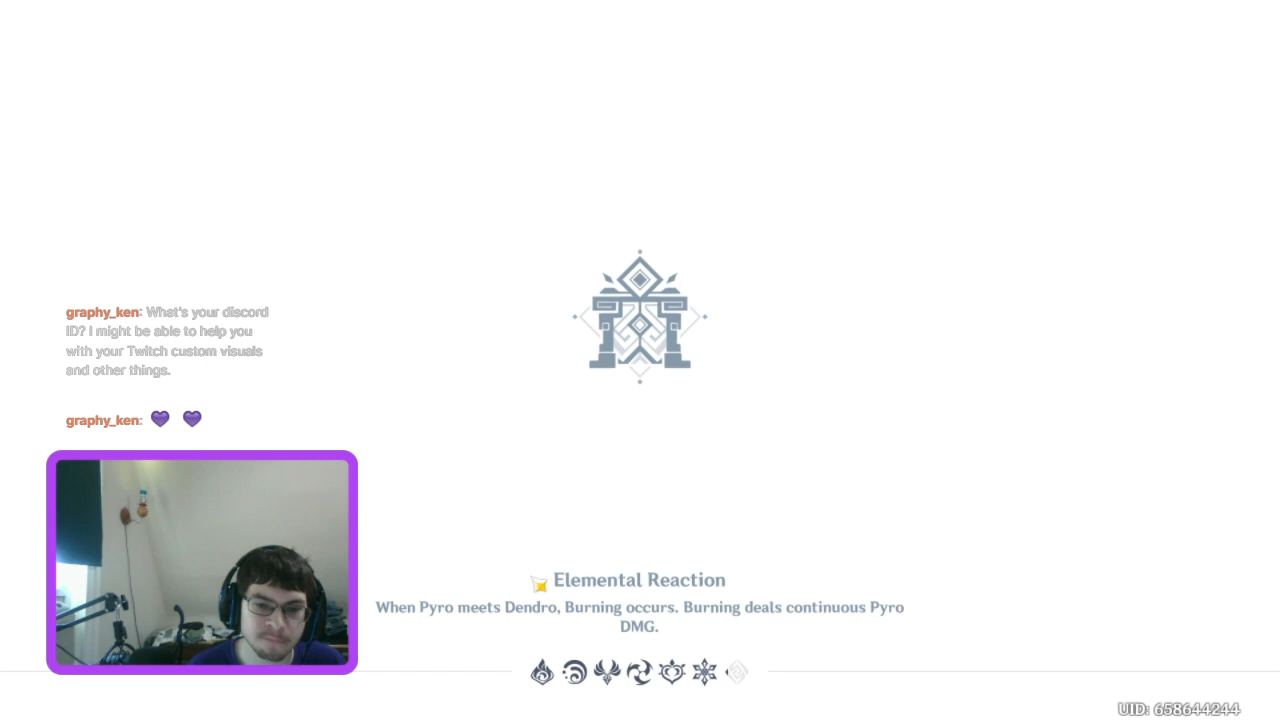 graphy_ken: What's your discord
ID? I might be able to help you
with your Twitch custom visuals
and other things.
graphy_ken: 💜 💜
Elemental Reaction
When Pyro meets Dendro, Burning occurs. Burning deals continuous Pyro
DMG.
UID: 658644244